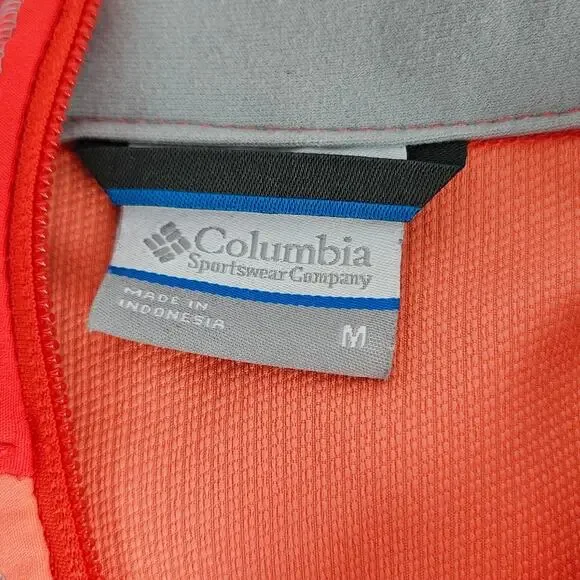 Columbia
Sportswear Company
MADE IN
INDONESIA
M